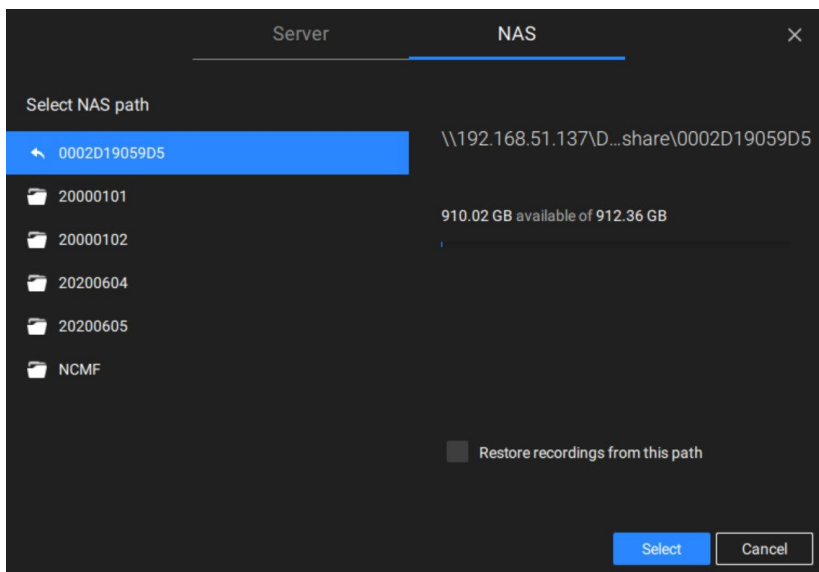 Server
NAS
Select NAS path
0002D19059D5
20000101
20000102
20200604
20200605
NCMF
\\192.168.51.137\D...share\0002D19059D5
910.02 GB available of 912.36 GB
Restore recordings from this path
Select
Cancel